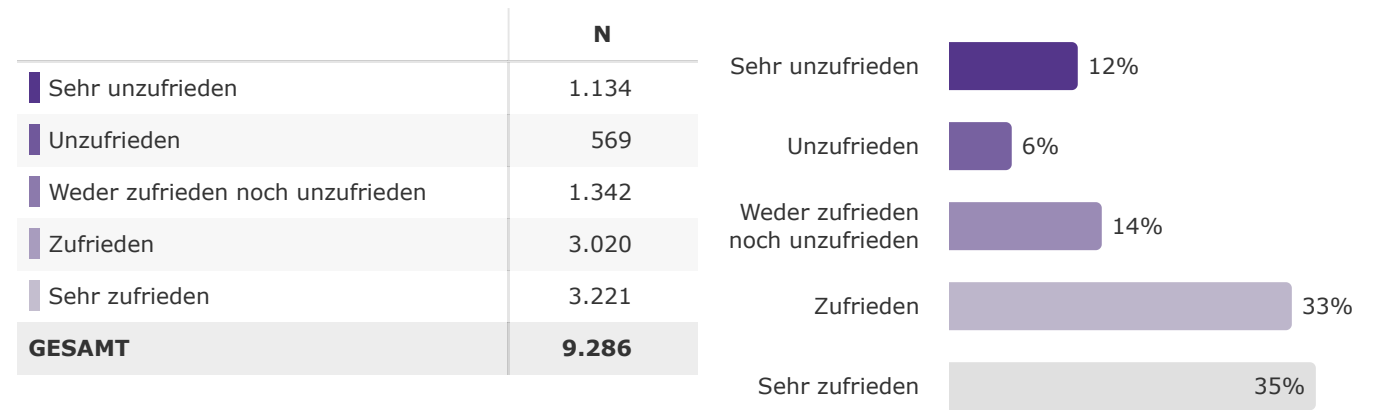 N
Sehr unzufrieden 1.134
Unzufrieden 569
Weder zufrieden noch unzufrieden 1.342
Zufrieden 3.020
Sehr zufrieden 3.221
GESAMT 9.286
Sehr unzufrieden 12%
Unzufrieden 6%
Weder zufrieden
noch unzufrieden 14%
Zufrieden 33%
Sehr zufrieden 35%